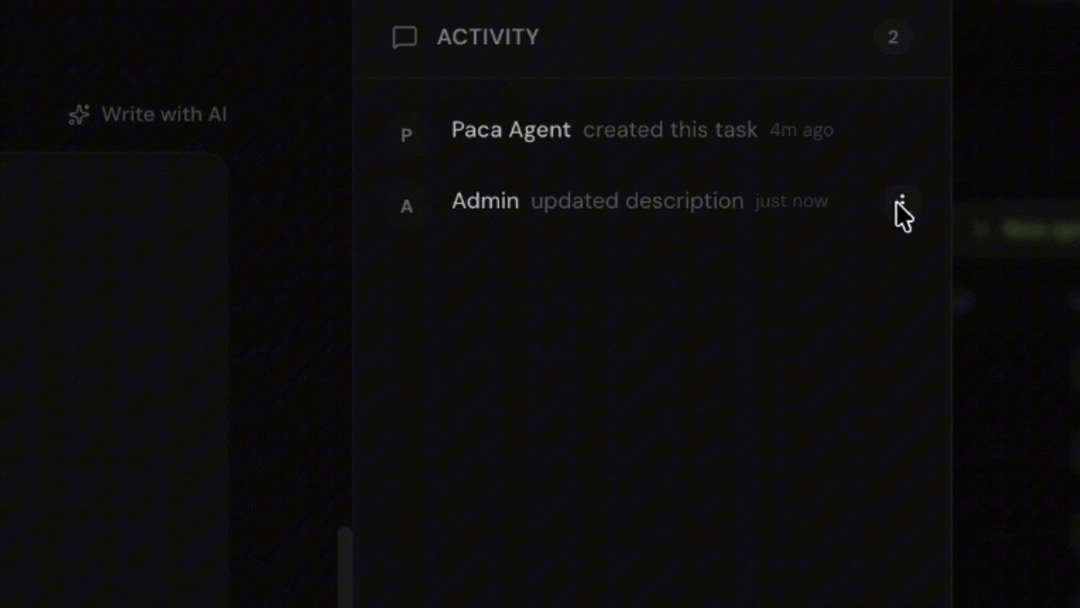 ACTIVITY 2
Write with AI
P Paca Agent created this task 4m ago
A Admin updated description just now